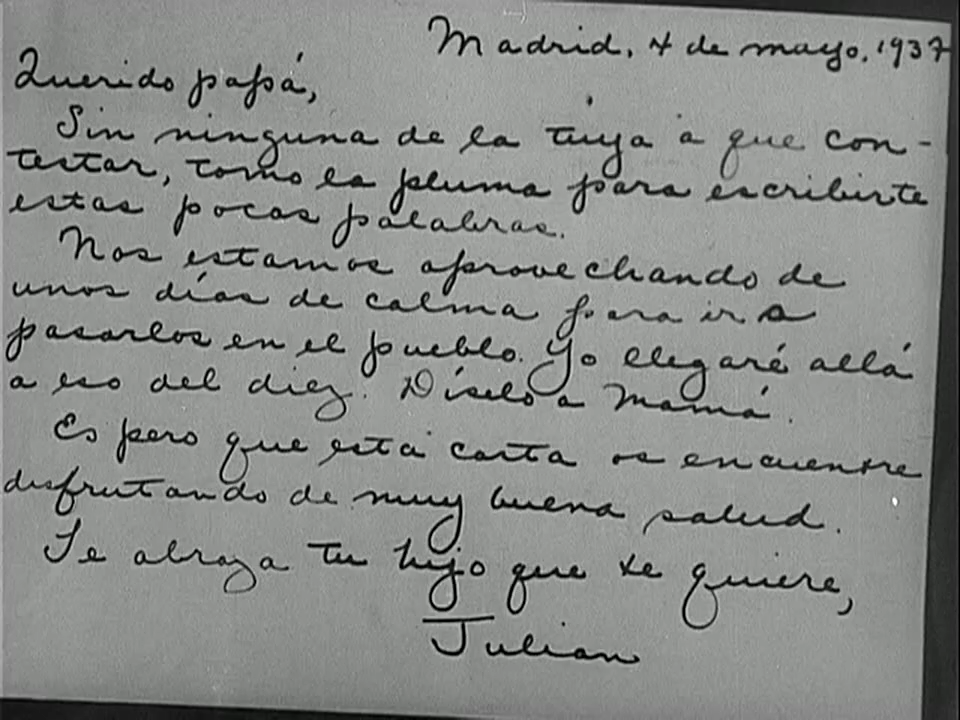 Madrid, 4 de mayo, 1937
Querido papá,
Sin ninguna de la tuya a que con-
testar, tomo la pluma para escribirte
estas pocas palabras.
Nos estamos aprovechando de
unos días de calma para ir a
pasarlos en el pueblo. Yo llegaré allá
a eso del diez. Díselo a Mamá.
Espero que esta carta os encuentre
disfrutando de muy buena salud.
Te abraza tu hijo que te quiere,
Julian